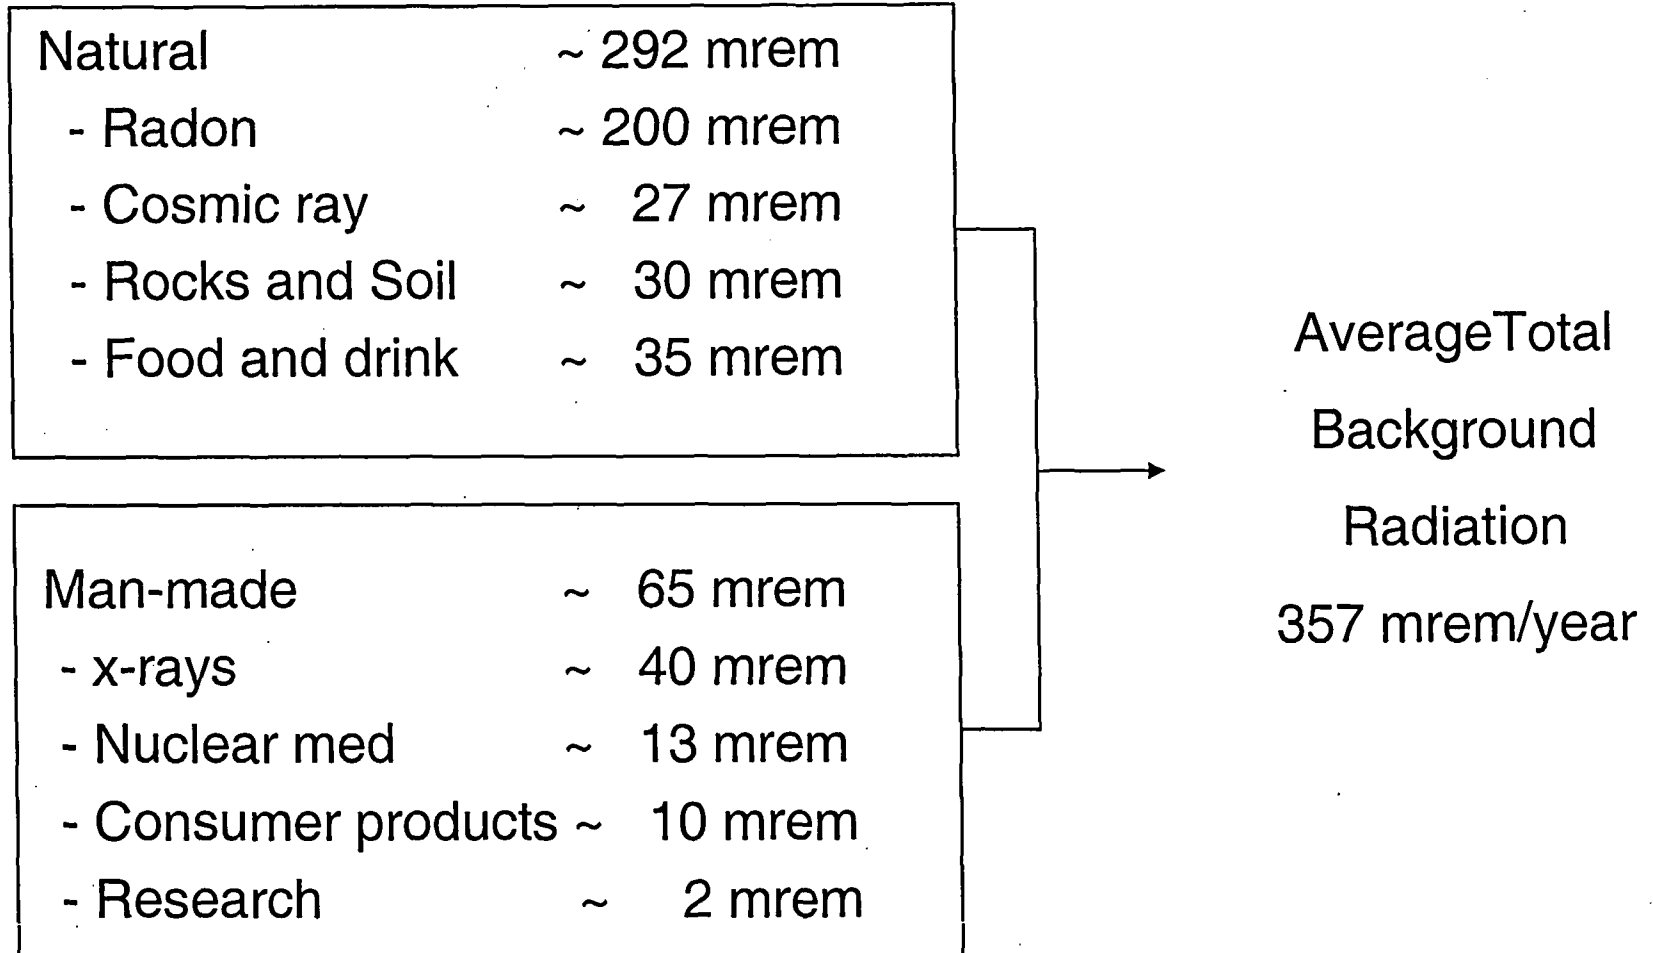 Natural ~ 292 mrem
- Radon ~ 200 mrem
- Cosmic ray ~ 27 mrem
- Rocks and Soil ~ 30 mrem
- Food and drink ~ 35 mrem
Man-made ~ 65 mrem
- x-rays ~ 40 mrem
- Nuclear med ~ 13 mrem
- Consumer products ~ 10 mrem
- Research ~ 2 mrem
AverageTotal
Background
Radiation
357 mrem/year